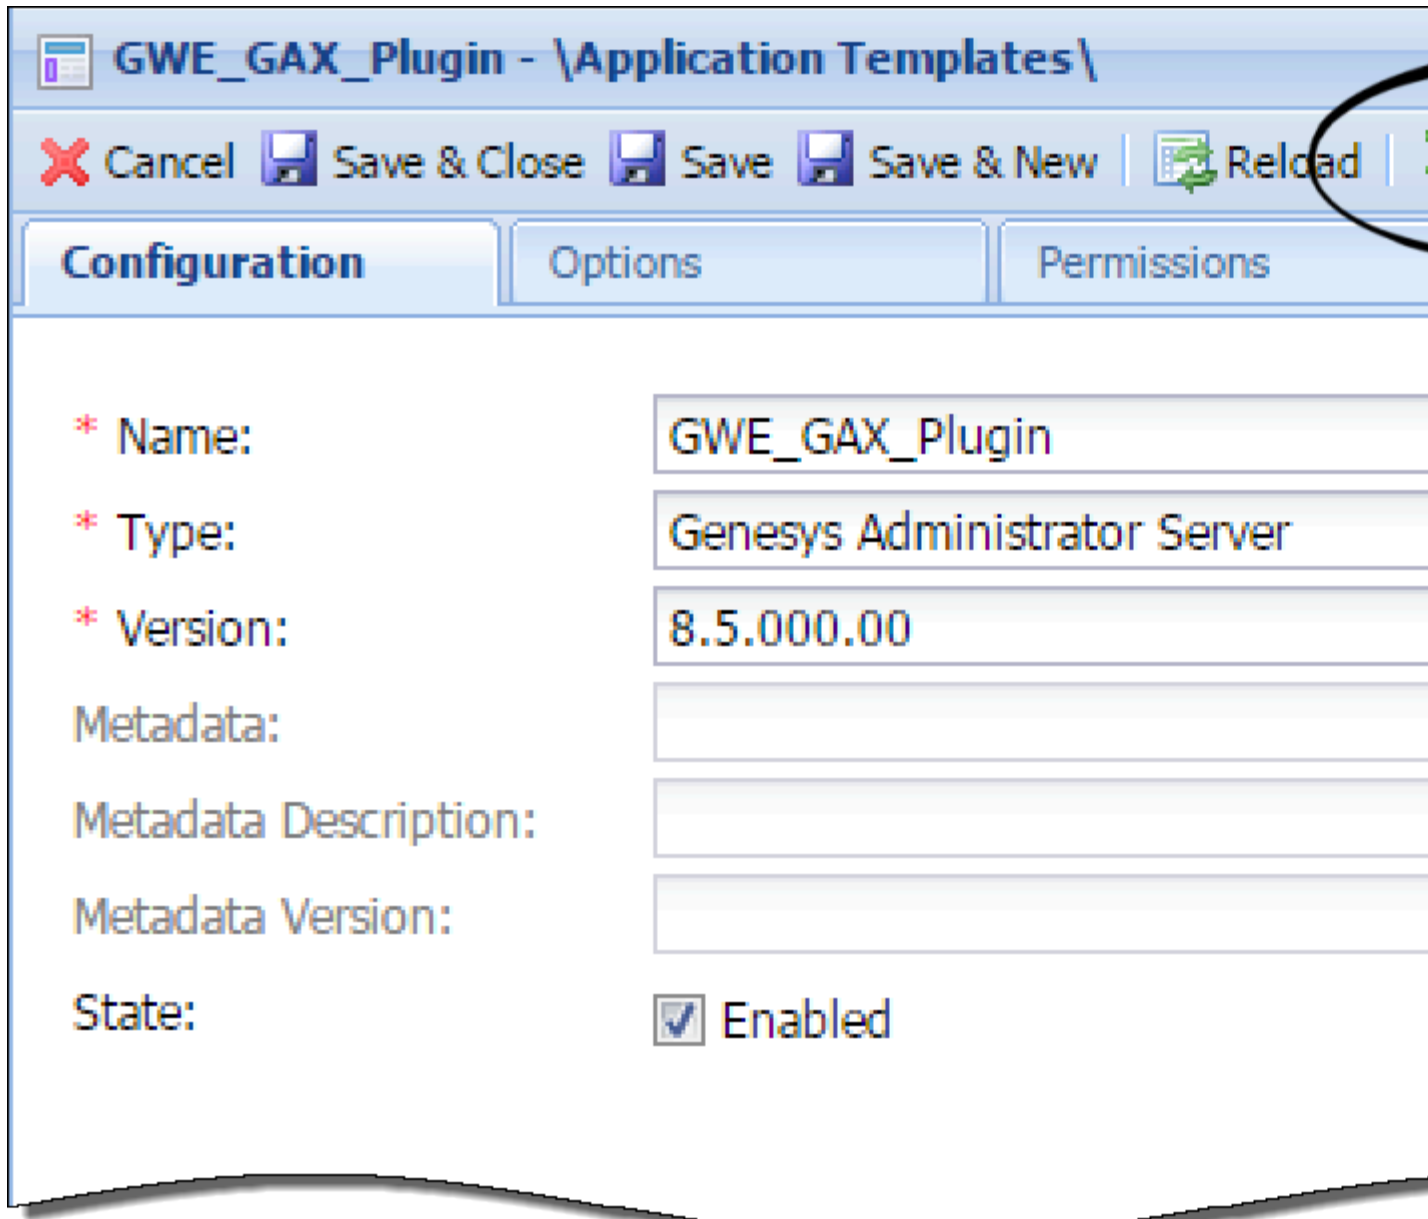 GWE_GAX_Plugin - \Application Templates\
Cancel Save & Close Save Save & New Reload
Configuration Options Permissions
* Name: GWE_GAX_Plugin
* Type: Genesys Administrator Server
* Version: 8.5.000.00
Metadata:
Metadata Description:
Metadata Version:
State: Enabled